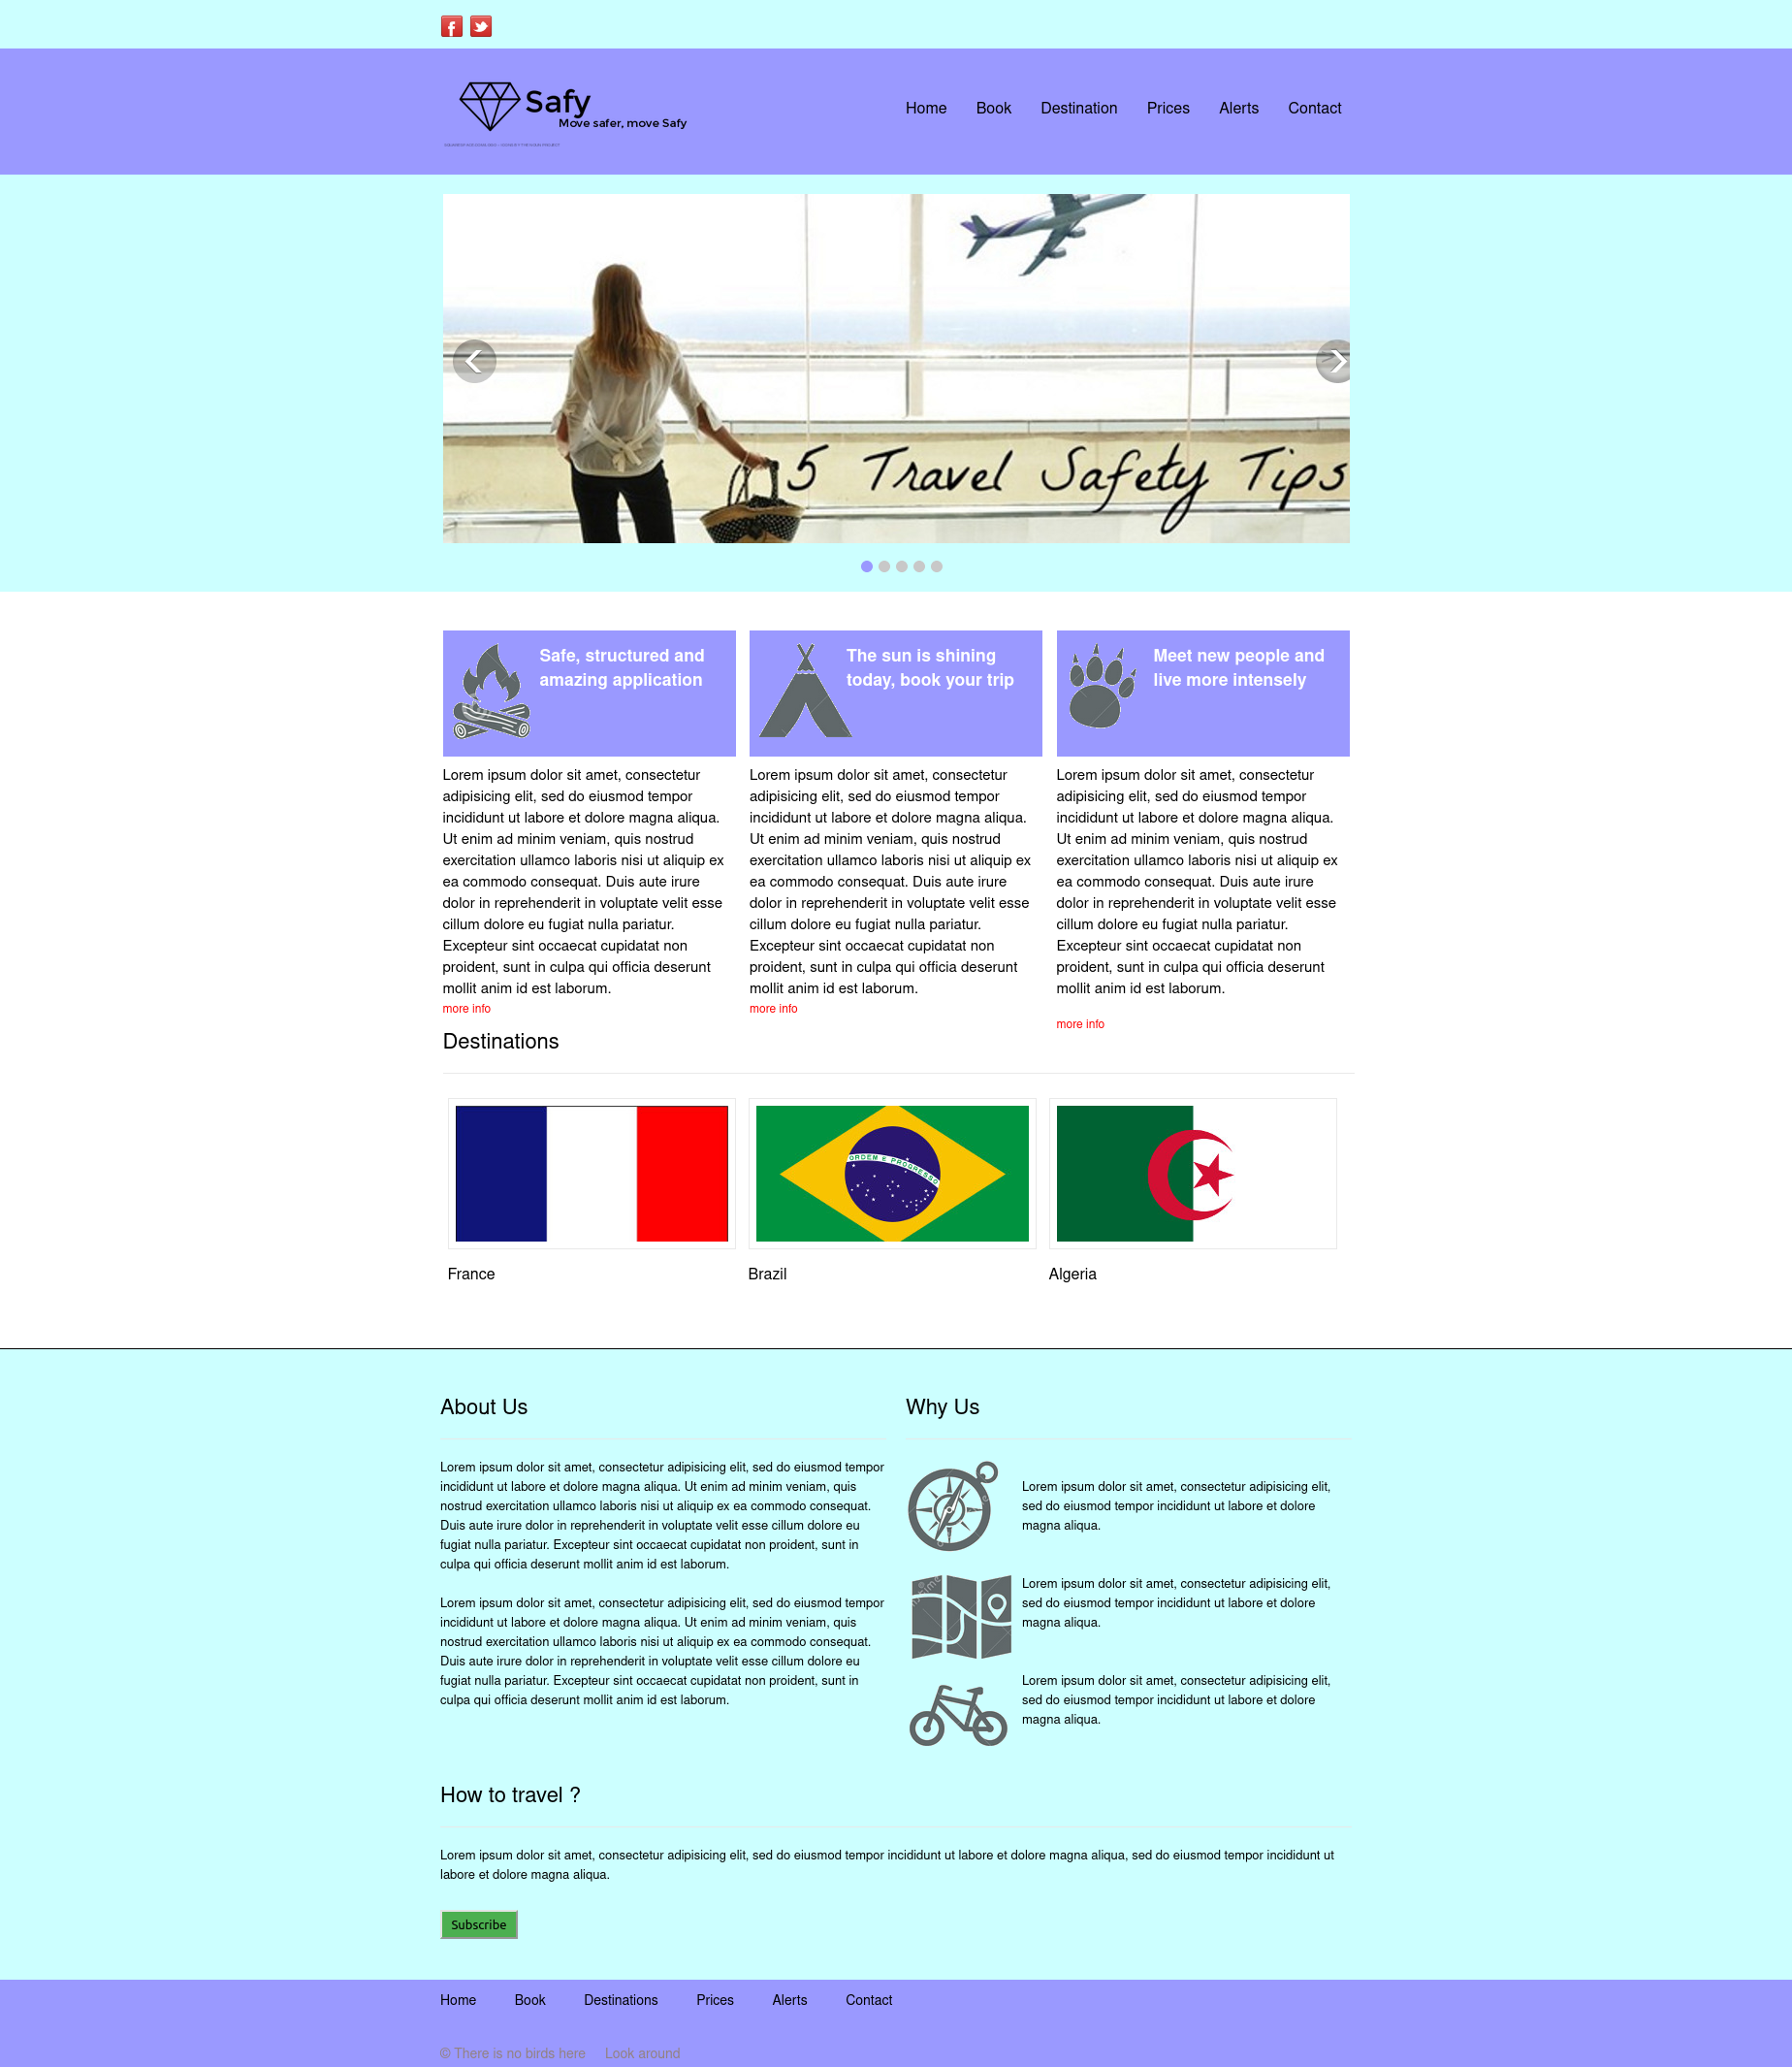 Safy
Move safer, move Safy
Home Book Destination Prices Alerts Contact
5 Travel Safety Tips
Safe, structured and
amazing application
Lorem ipsum dolor sit amet, consectetur
adipisicing elit, sed do eiusmod tempor
incididunt ut labore et dolore magna aliqua.
Ut enim ad minim veniam, quis nostrud
exercitation ullamco laboris nisi ut aliquip ex
ea commodo consequat. Duis aute irure
dolor in reprehenderit in voluptate velit esse
cillum dolore eu fugiat nulla pariatur.
Excepteur sint occaecat cupidatat non
proident, sunt in culpa qui officia deserunt
mollit anim id est laborum.
more info
The sun is shining
today, book your trip
Lorem ipsum dolor sit amet, consectetur
adipisicing elit, sed do eiusmod tempor
incididunt ut labore et dolore magna aliqua.
Ut enim ad minim veniam, quis nostrud
exercitation ullamco laboris nisi ut aliquip ex
ea commodo consequat. Duis aute irure
dolor in reprehenderit in voluptate velit esse
cillum dolore eu fugiat nulla pariatur.
Excepteur sint occaecat cupidatat non
proident, sunt in culpa qui officia deserunt
mollit anim id est laborum.
more info
Meet new people and
live more intensely
Lorem ipsum dolor sit amet, consectetur
adipisicing elit, sed do eiusmod tempor
incididunt ut labore et dolore magna aliqua.
Ut enim ad minim veniam, quis nostrud
exercitation ullamco laboris nisi ut aliquip ex
ea commodo consequat. Duis aute irure
dolor in reprehenderit in voluptate velit esse
cillum dolore eu fugiat nulla pariatur.
Excepteur sint occaecat cupidatat non
proident, sunt in culpa qui officia deserunt
mollit anim id est laborum.
more info
Destinations
ORDEM E PROGRESSO
France
Brazil
Algeria
About Us
Lorem ipsum dolor sit amet, consectetur adipisicing elit, sed do eiusmod tempor
incididunt ut labore et dolore magna aliqua. Ut enim ad minim veniam, quis
nostrud exercitation ullamco laboris nisi ut aliquip ex ea commodo consequat.
Duis aute irure dolor in reprehenderit in voluptate velit esse cillum dolore eu
fugiat nulla pariatur. Excepteur sint occaecat cupidatat non proident, sunt in
culpa qui officia deserunt mollit anim id est laborum.
Lorem ipsum dolor sit amet, consectetur adipisicing elit, sed do eiusmod tempor
incididunt ut labore et dolore magna aliqua. Ut enim ad minim veniam, quis
nostrud exercitation ullamco laboris nisi ut aliquip ex ea commodo consequat.
Duis aute irure dolor in reprehenderit in voluptate velit esse cillum dolore eu
fugiat nulla pariatur. Excepteur sint occaecat cupidatat non proident, sunt in
culpa qui officia deserunt mollit anim id est laborum.
Why Us
Lorem ipsum dolor sit amet, consectetur adipisicing elit,
sed do eiusmod tempor incididunt ut labore et dolore
magna aliqua.
Lorem ipsum dolor sit amet, consectetur adipisicing elit,
sed do eiusmod tempor incididunt ut labore et dolore
magna aliqua.
Lorem ipsum dolor sit amet, consectetur adipisicing elit,
sed do eiusmod tempor incididunt ut labore et dolore
magna aliqua.
How to travel ?
Lorem ipsum dolor sit amet, consectetur adipisicing elit, sed do eiusmod tempor incididunt ut labore et dolore magna aliqua, sed do eiusmod tempor incididunt ut
labore et dolore magna aliqua.
Subscribe
Home Book Destinations Prices Alerts Contact
© There is no birds here Look around